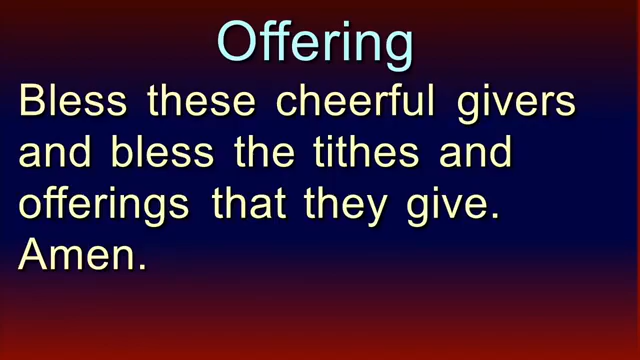 Offering
Bless these cheerful givers
and bless the tithes and
offerings that they give.
Amen.